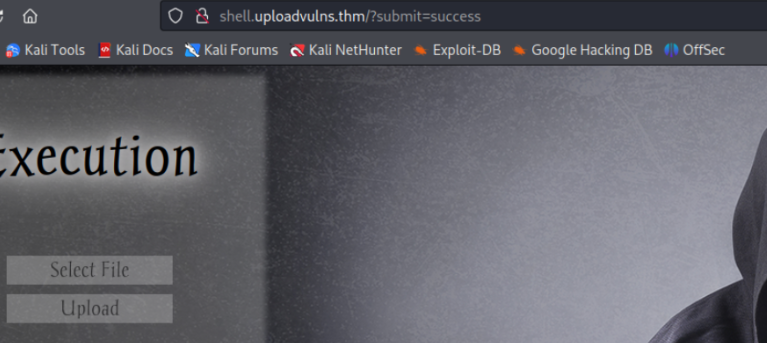 shell.uploadvulns.thm/?submit=success
Kali Tools Kali Docs Kali Forums Kali NetHunter Exploit-DB Google Hacking DB OffSec
Execution
Select File
Upload